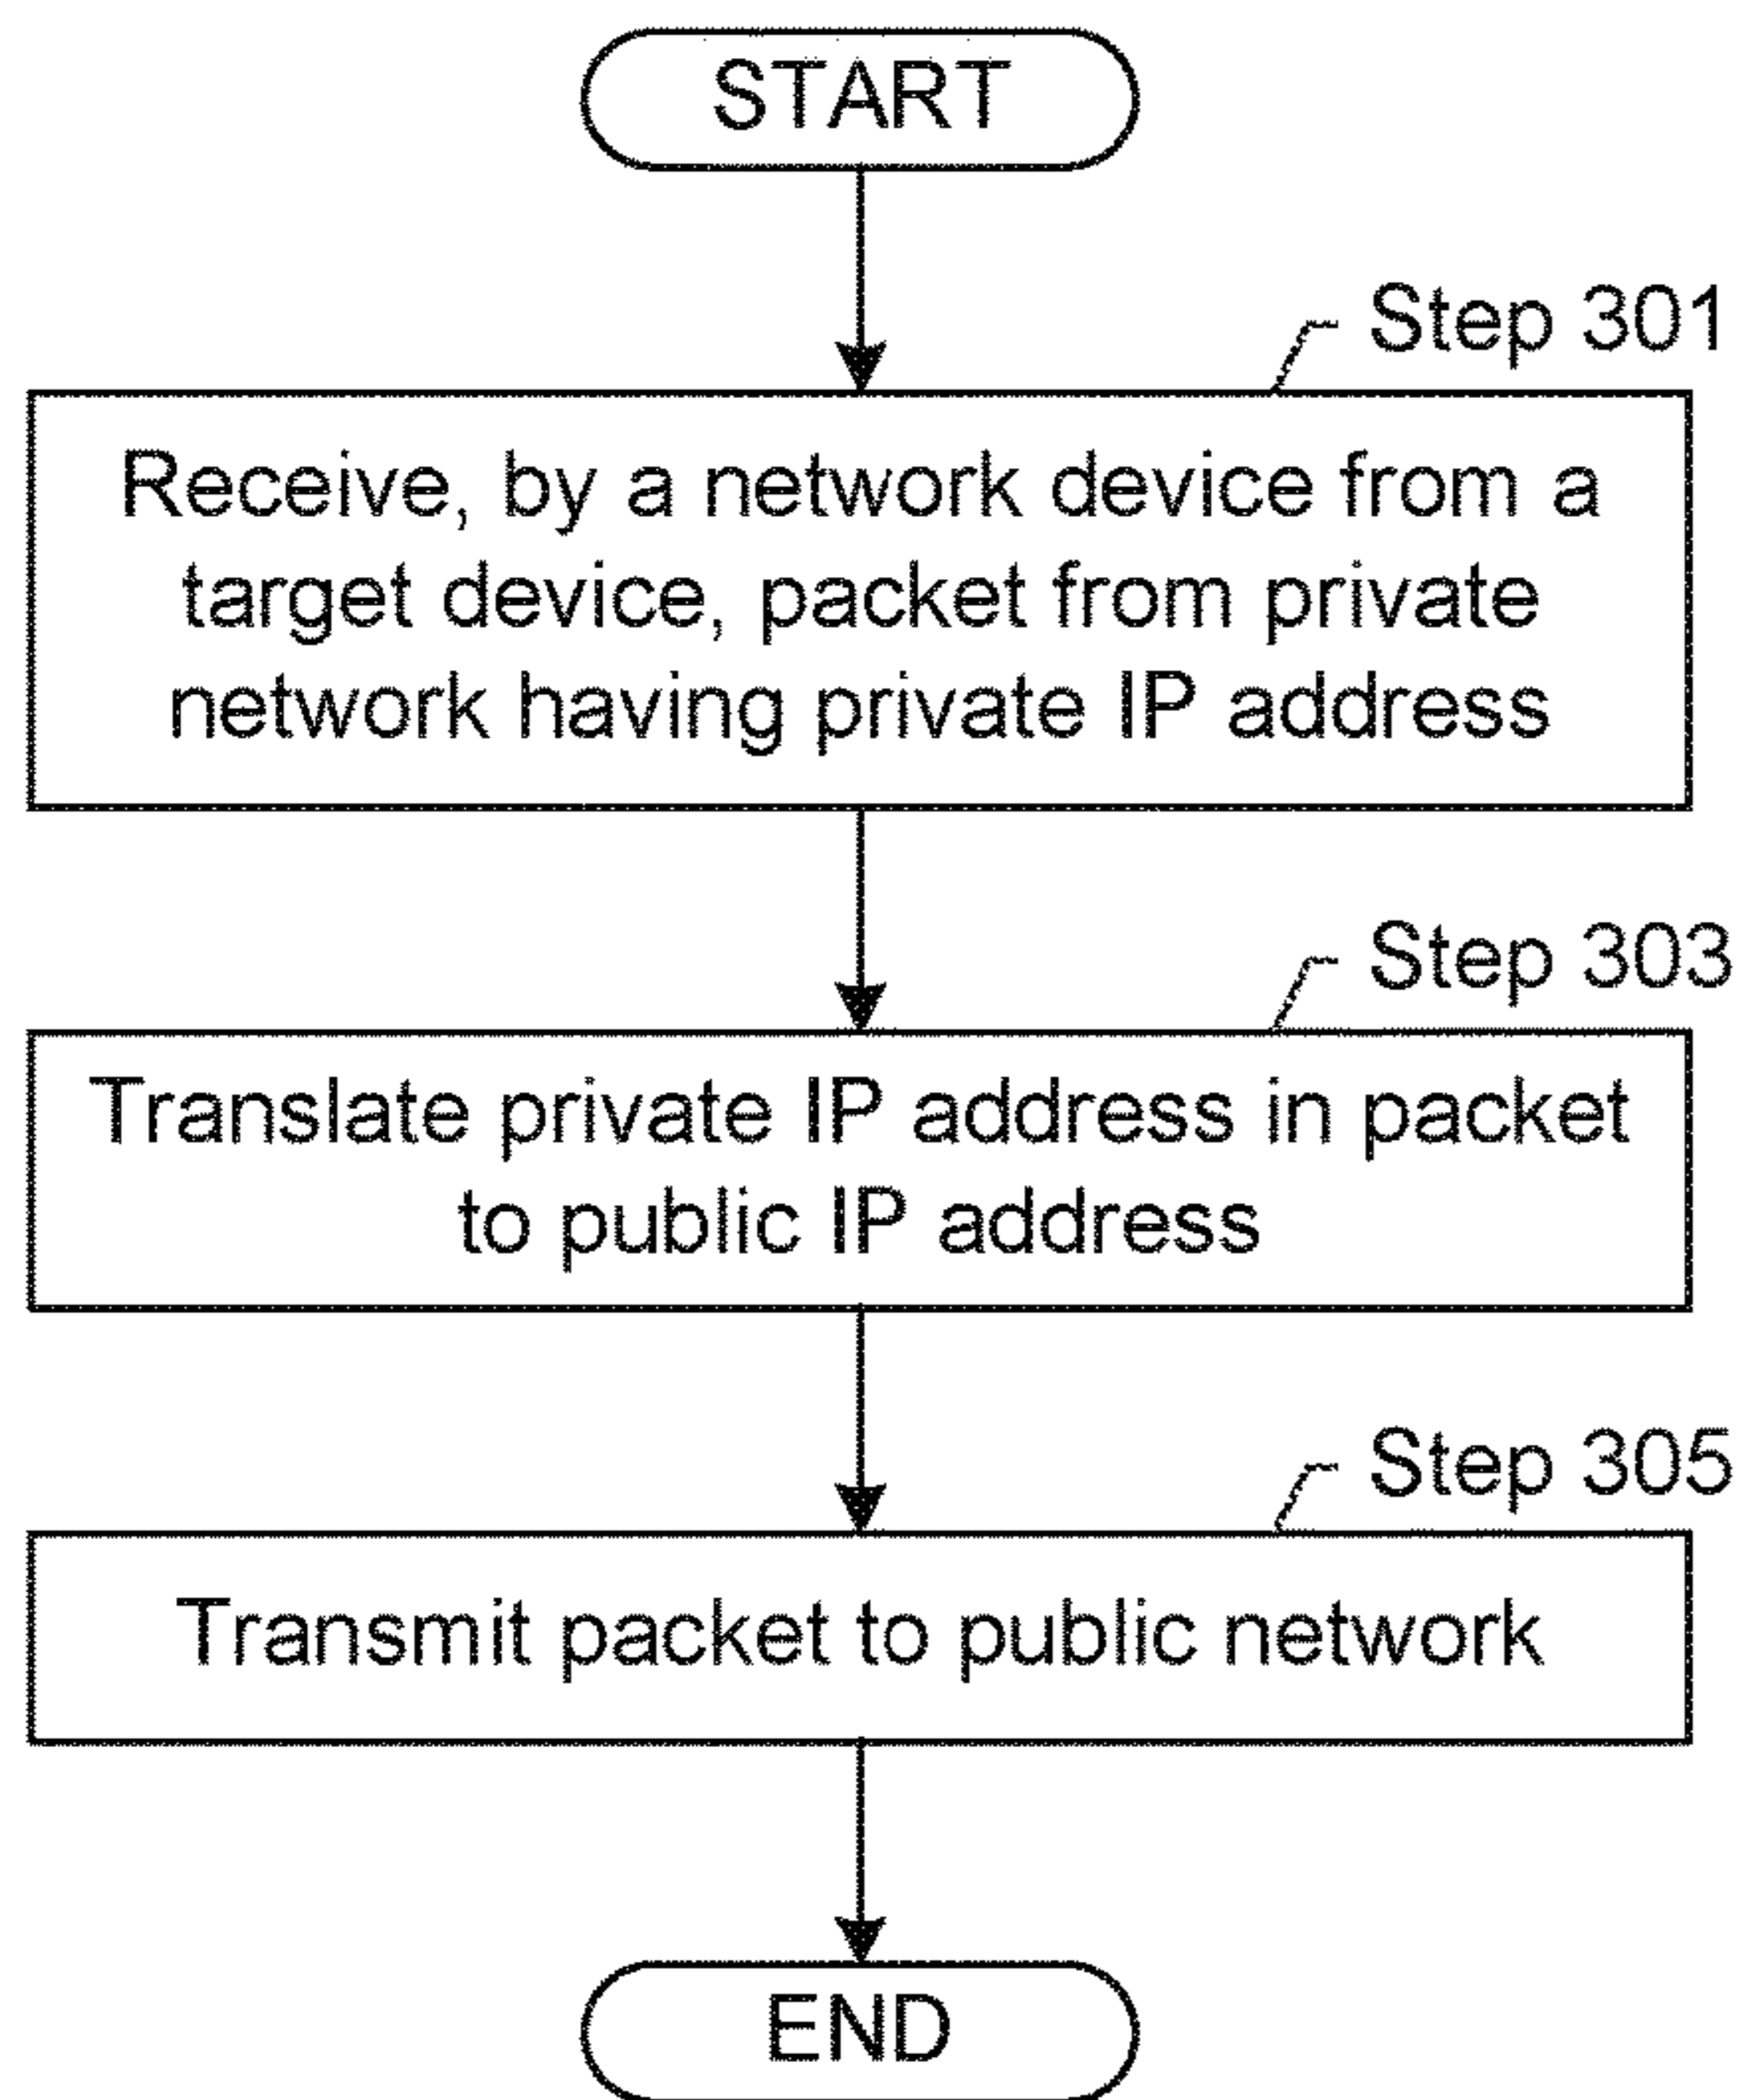 START
Step 301
Receive, by a network device from a
target device, packet from private
network having private IP address
Step 303
Translate private IP address in packet
to public IP address
Step 305
Transmit packet to public network
END